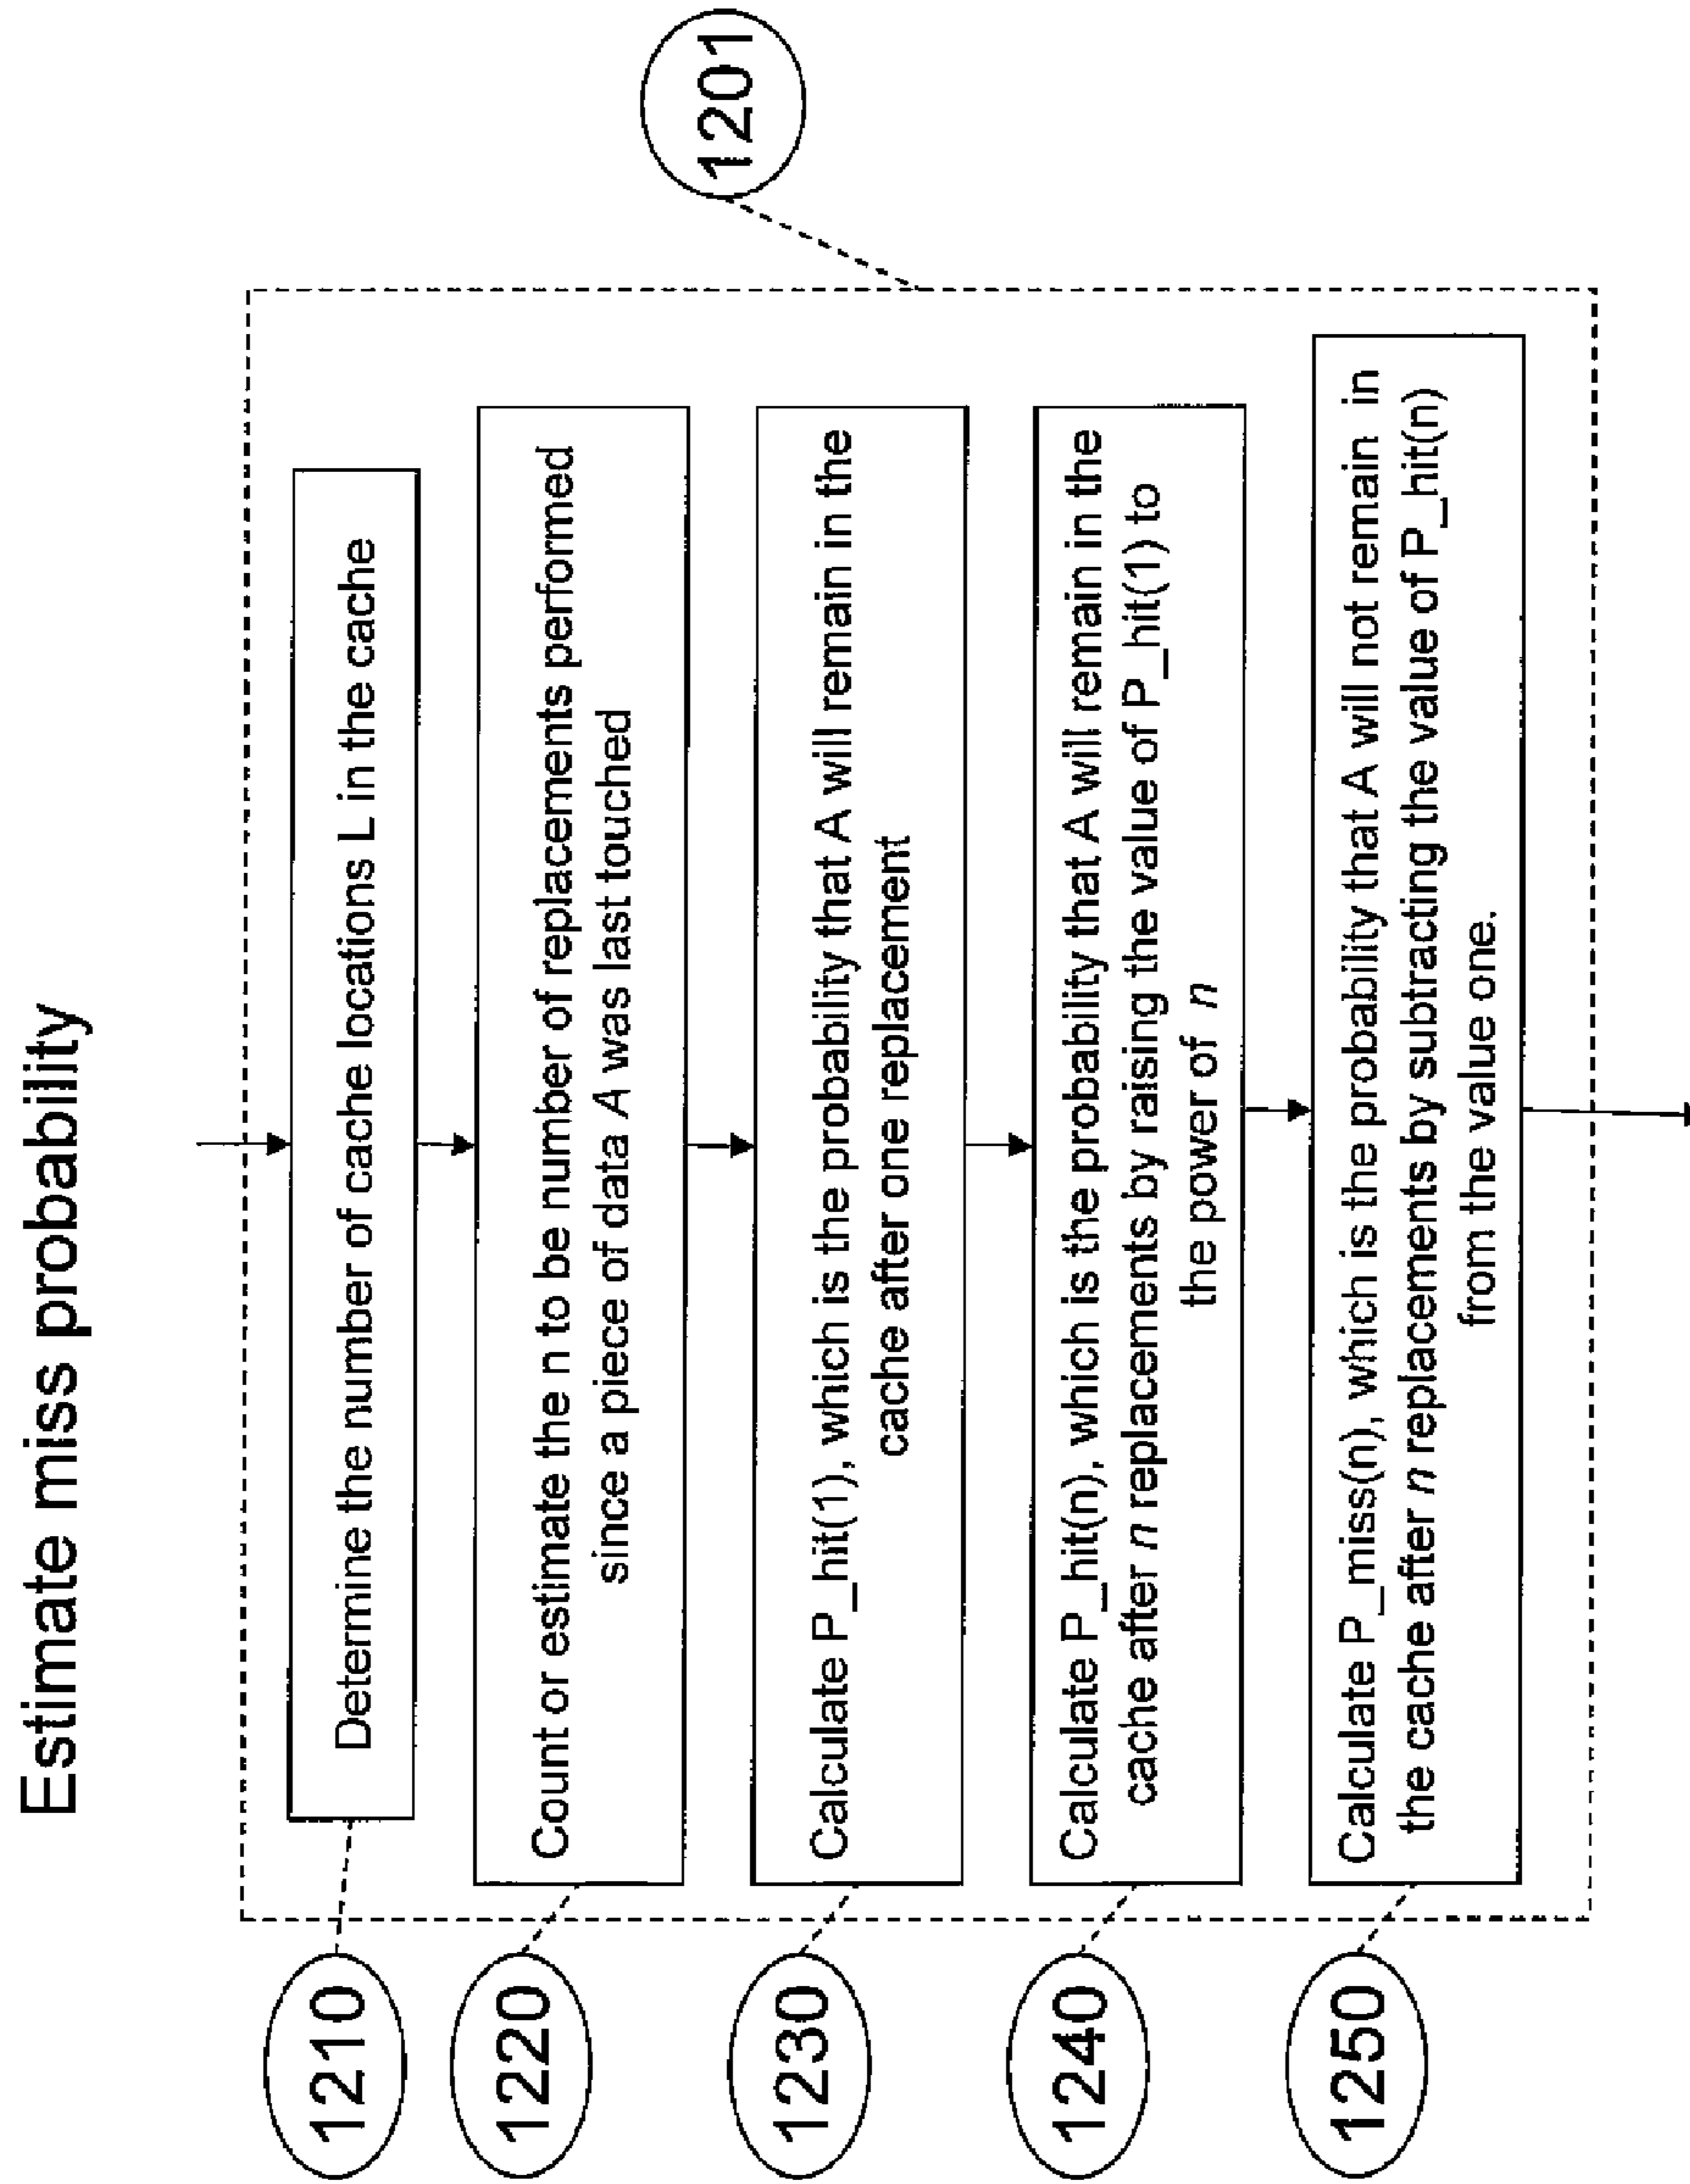 Estimate miss probability
1201
1210
Determine the number of cache locations L in the cache
1220
Count or estimate the n to be number of replacements performed
since a piece of data A was last touched
1230
Calculate P_hit(1), which is the probability that A will remain in the
cache after one replacement
1240
Calculate P_hit(n), which is the probability that A will remain in the
cache after n replacements by raising the value of P_hit(1) to
the power of n
1250
Calculate P_miss(n), which is the probability that A will not remain in
the cache after n replacements by subtracting the value of P_hit(n)
from the value one.